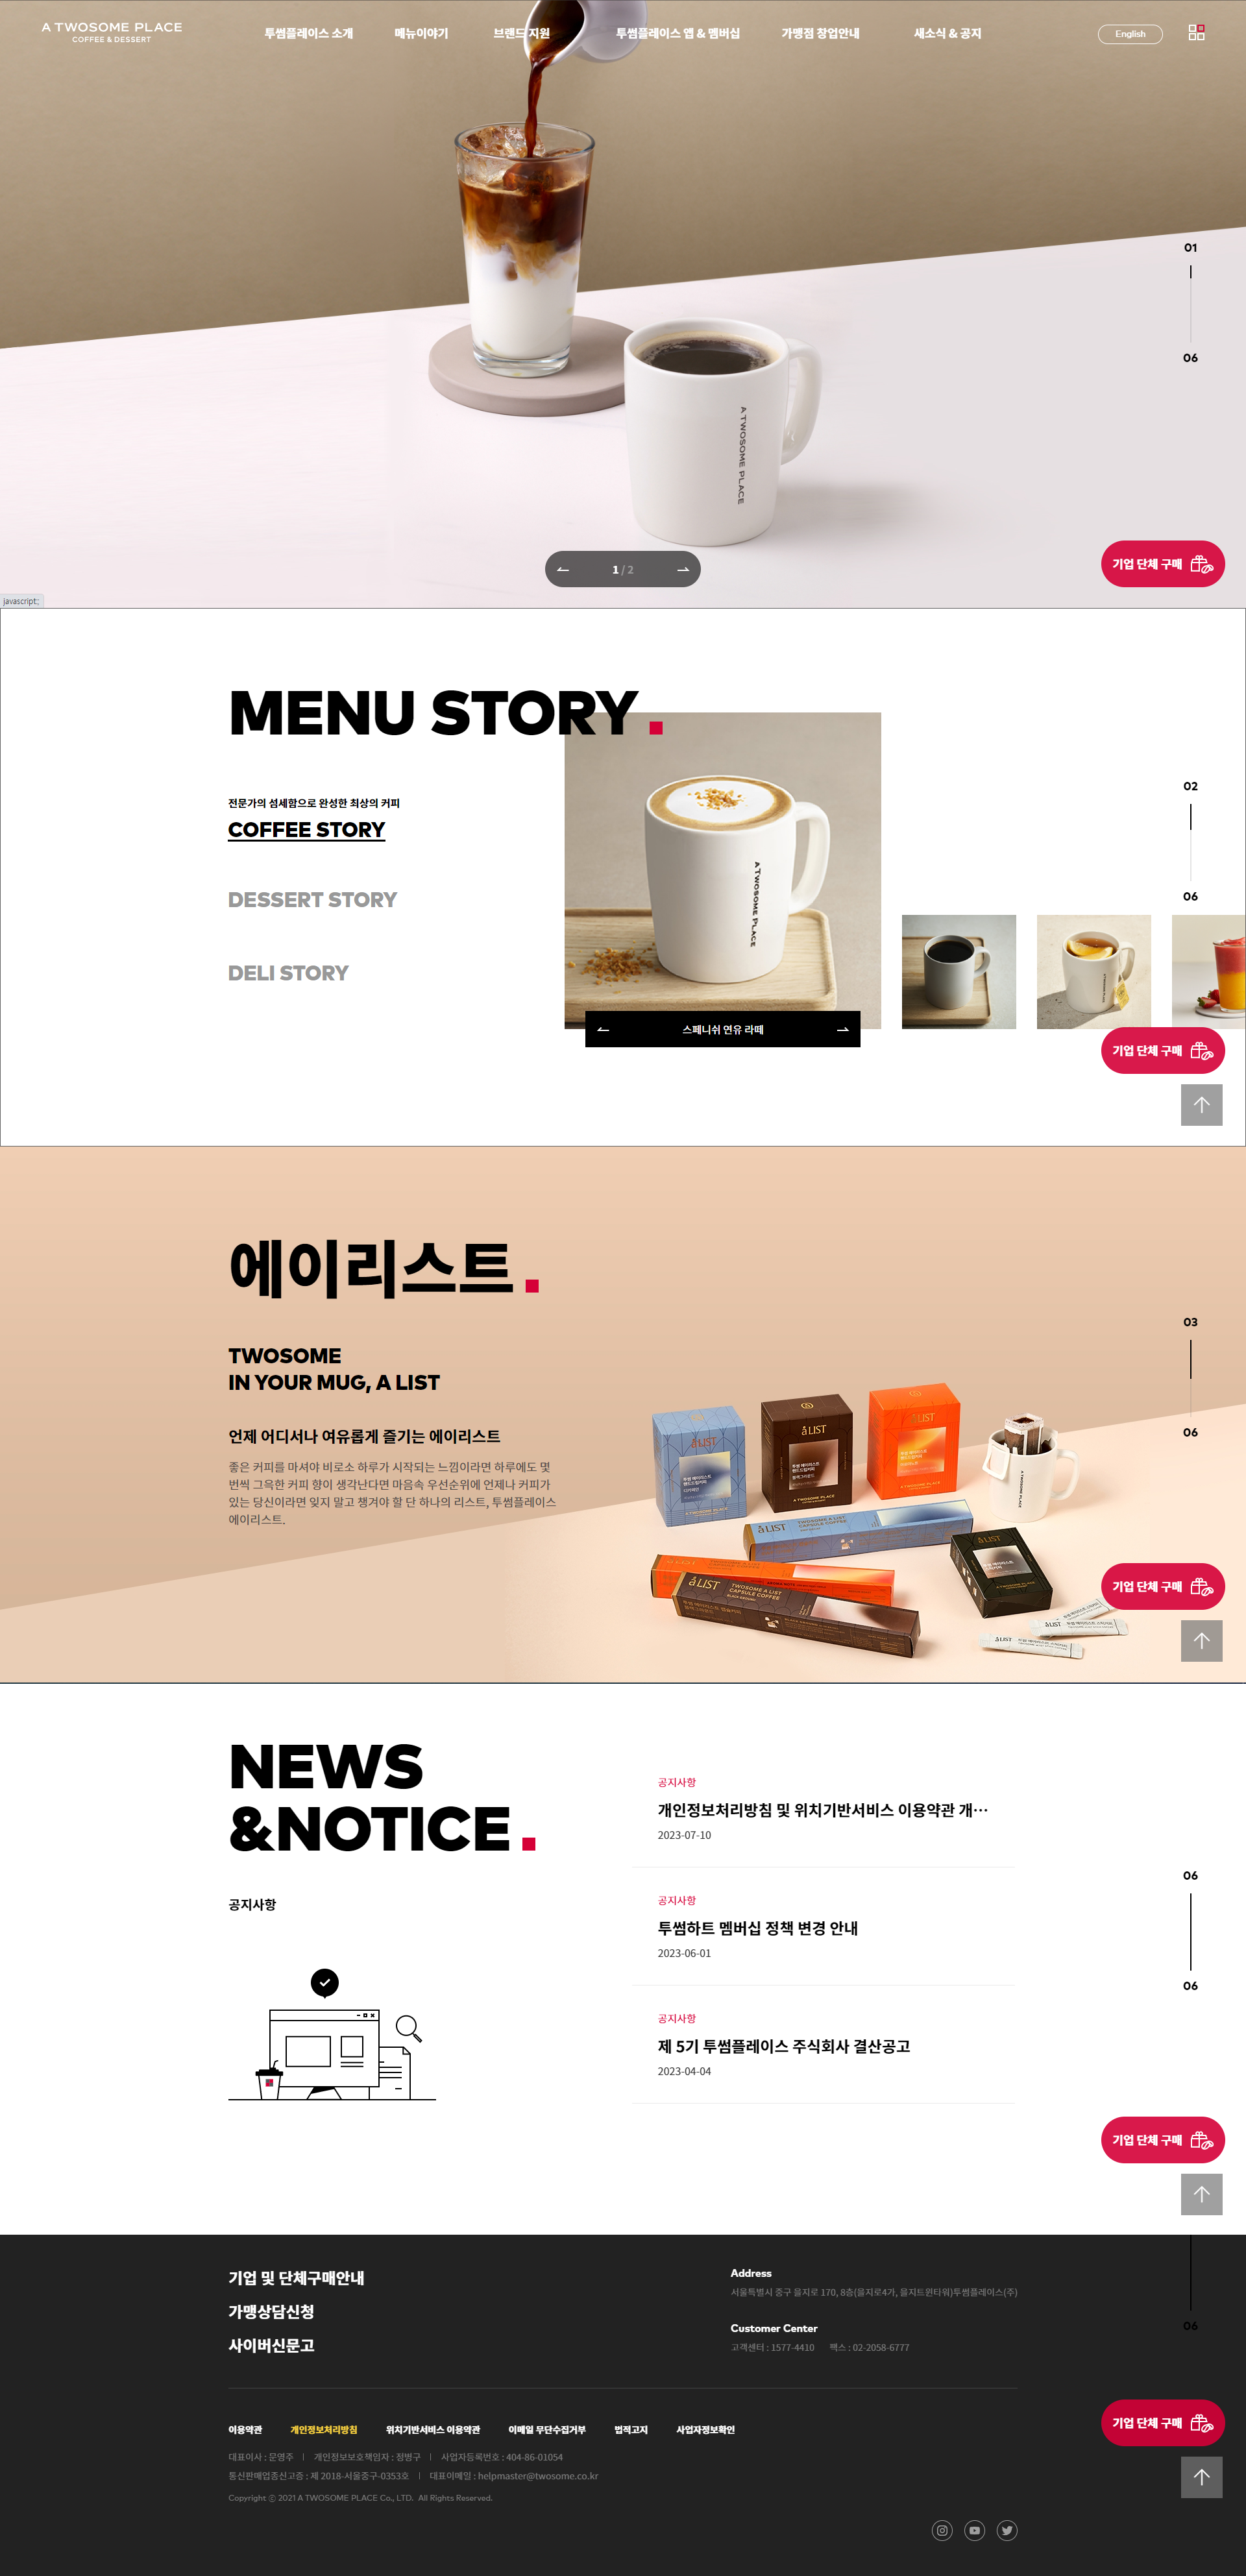 A TWOSOME PLACE
COFFEE & DESSERT
투썸플레이스 소개
메뉴이야기
브랜드 지원
투썸플레이스 앱 & 멤버십
가맹점 창업안내
새소식 & 공지
English
01
06
A TWOSOME PLACE
1 / 2
기업 단체 구매
javascript:;
MENU STORY
전문가의 섬세함으로 완성한 최상의 커피
COFFEE STORY
DESSERT STORY
DELI STORY
A TWOSOME PLACE
스페니쉬 연유 라떼
02
06
기업 단체 구매
에이리스트
TWOSOME
IN YOUR MUG, A LIST
언제 어디서나 여유롭게 즐기는 에이리스트
좋은 커피를 마셔야 비로소 하루가 시작되는 느낌이라면 하루에도 몇
번씩 그윽한 커피 향이 생각난다면 마음속 우선순위에 언제나 커피가
있는 당신이라면 잊지 말고 챙겨야 할 단 하나의 리스트, 투썸플레이스
에이리스트.
03
06
기업 단체 구매
NEWS
&NOTICE
공지사항
공지사항
개인정보처리방침 및 위치기반서비스 이용약관 개…
2023-07-10
공지사항
투썸하트 멤버십 정책 변경 안내
2023-06-01
공지사항
제 5기 투썸플레이스 주식회사 결산공고
2023-04-04
06
06
기업 단체 구매
기업 및 단체구매안내
가맹상담신청
사이버신문고
Address
서울특별시 중구 을지로 170, 8층(을지로4가, 을지트윈타워)투썸플레이스(주)
Customer Center
고객센터 : 1577-4410 팩스 : 02-2058-6777
06
이용약관 개인정보처리방침 위치기반서비스 이용약관 이메일 무단수집거부 법적고지 사업자정보확인
대표이사 : 문영주 | 개인정보보호책임자 : 정병구 | 사업자등록번호 : 404-86-01054
통신판매업종신고증 : 제 2018-서울중구-0353호 | 대표이메일 : helpmaster@twosome.co.kr
Copyright ⓒ 2021 A TWOSOME PLACE Co., LTD. All Rights Reserved.
기업 단체 구매